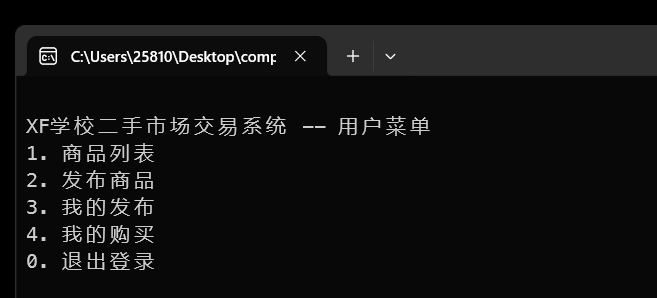 C:\Users\25810\Desktop\comp
XF学校二手市场交易系统 -- 用户菜单
1. 商品列表
2. 发布商品
3. 我的发布
4. 我的购买
0. 退出登录